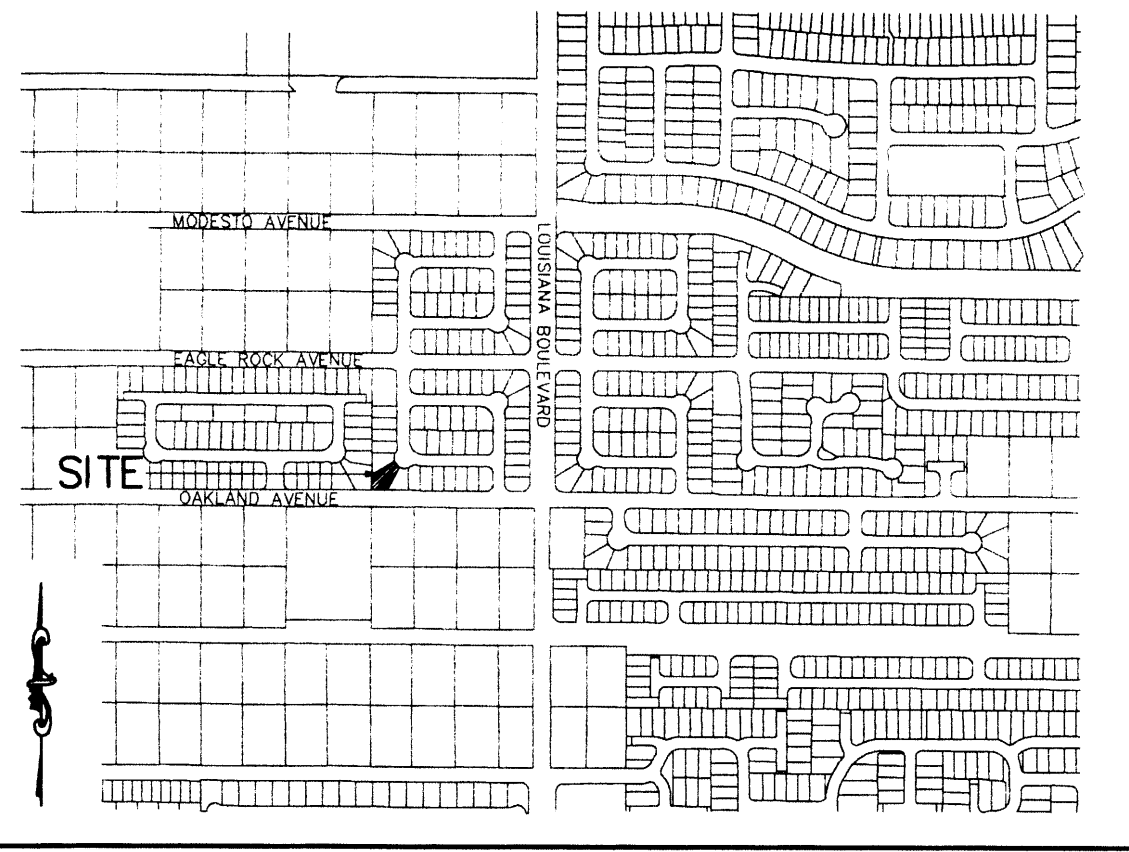 MODESTO AVENUE
LOUISIANA BOULEVARD
EAGLE ROCK AVENUE
SITE
OAKLAND AVENUE